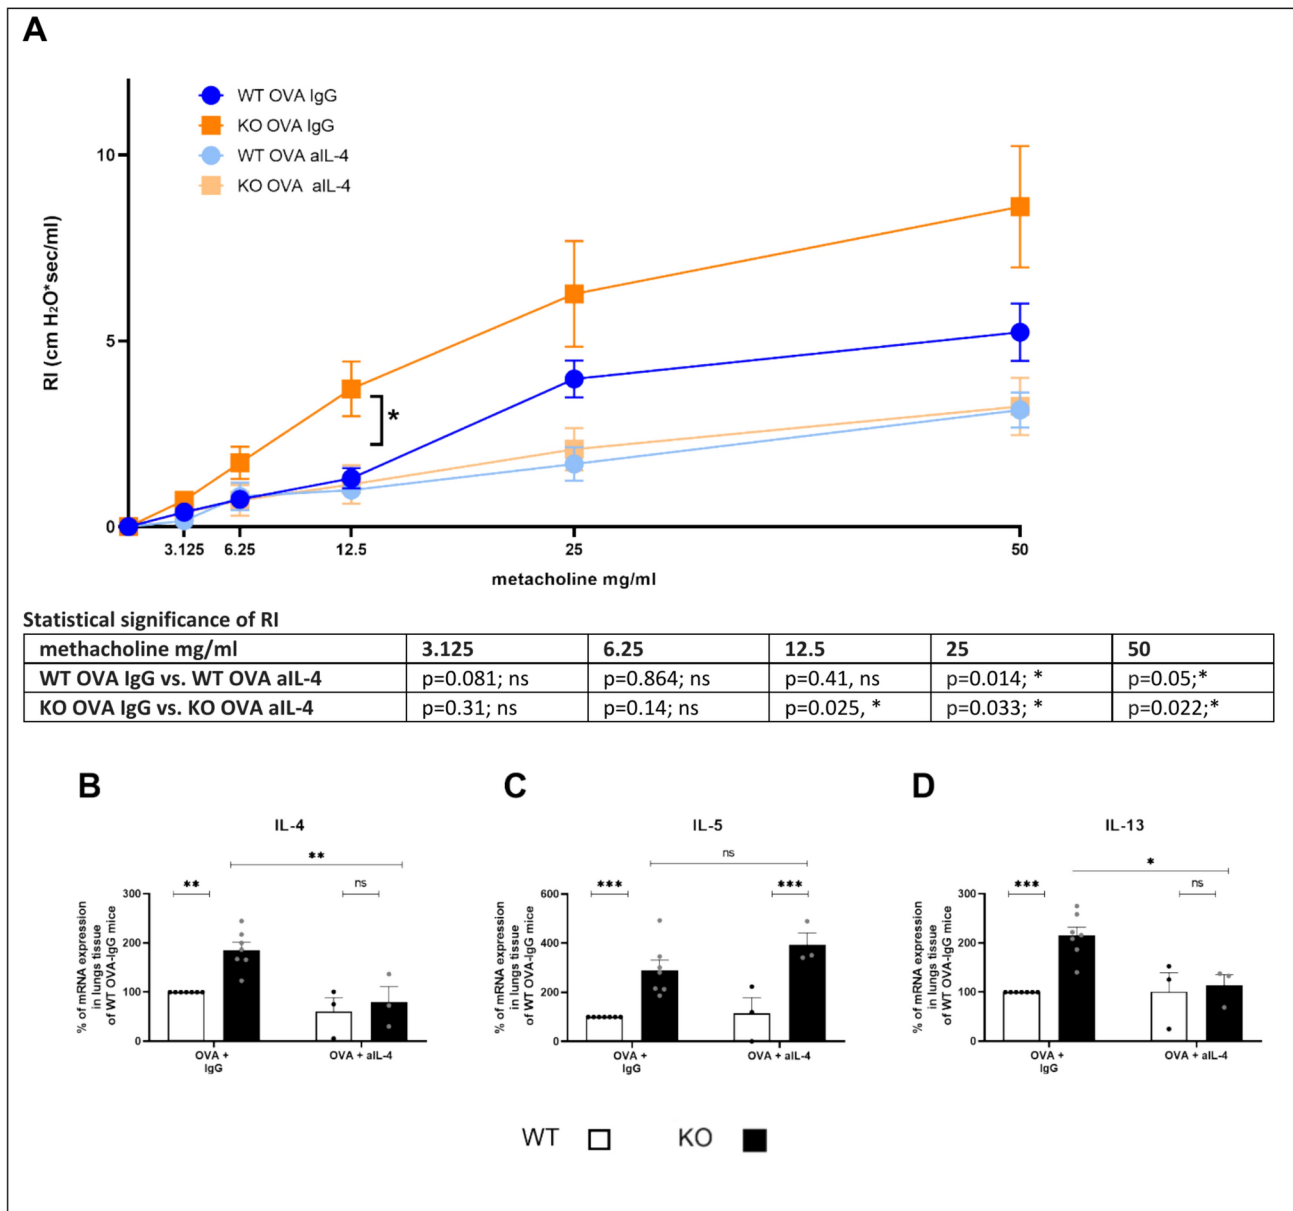 A
WT OVA IgG
KO OVA IgG
WT OVA aIL-4
KO OVA aIL-4
10
5
0
RI (cm H₂O*sec/ml)
*
3.125 6.25 12.5 25 50
metacholine mg/ml
Statistical significance of RI
methacholine mg/ml 3.125 6.25 12.5 25 50
WT OVA IgG vs. WT OVA aIL-4 p=0.081; ns p=0.864; ns p=0.41, ns p=0.014; * p=0.05;*
KO OVA IgG vs. KO OVA aIL-4 p=0.31; ns p=0.14; ns p=0.025, * p=0.033; * p=0.022;*
B
IL-4
**
** ns
300
200
100
0
% of mRNA expression
in lungs tissue
of WT OVA-IgG mice
OVA + OVA + aIL-4
IgG
C
IL-5
ns
*** ***
600
400
200
0
% of mRNA expression
in lungs tissue
of WT OVA-IgG mice
OVA + OVA + aIL-4
IgG
D
IL-13
*
*** ns
300
200
100
0
% of mRNA expression
in lungs tissue
of WT OVA-IgG mice
OVA + OVA + aIL-4
IgG
WT KO